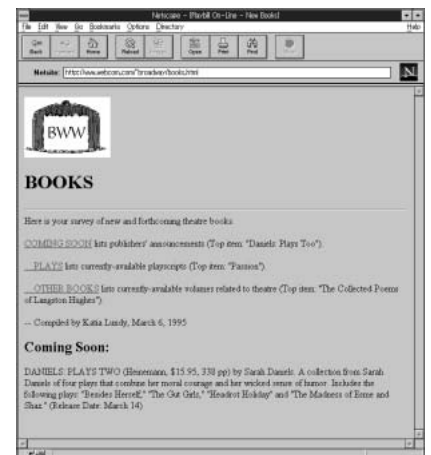 Netscape - [Playbill On-Line - New Books]
File Edit View Go Bookmarks Options Directory Help
Back Home Reload Open Print Find
Netsite: http://www.webcom.com/~broadway/books.html
N
BWW
BOOKS
Here is your survey of new and forthcoming theatre books.
COMING SOON lists publishers' announcements (Top item: "Daniels: Plays Too").
PLAYS lists currently-available playscripts (Top item: "Passion").
OTHER BOOKS lists currently-available volumes related to theatre (Top item: "The Collected Poems
of Langston Hughes").
-- Compiled by Katia Lundy, March 6, 1995
Coming Soon:
DANIELS: PLAYS TWO (Heinemann, $15.95, 338 pp) by Sarah Daniels. A collection from Sarah
Daniels of four plays that combine her moral courage and her wicked sense of humor. Includes the
following plays: "Besides Herself," "The Gut Girls," "Headrot Holiday" and "The Madness of Esme and
Shaz." (Release Date: March 14)